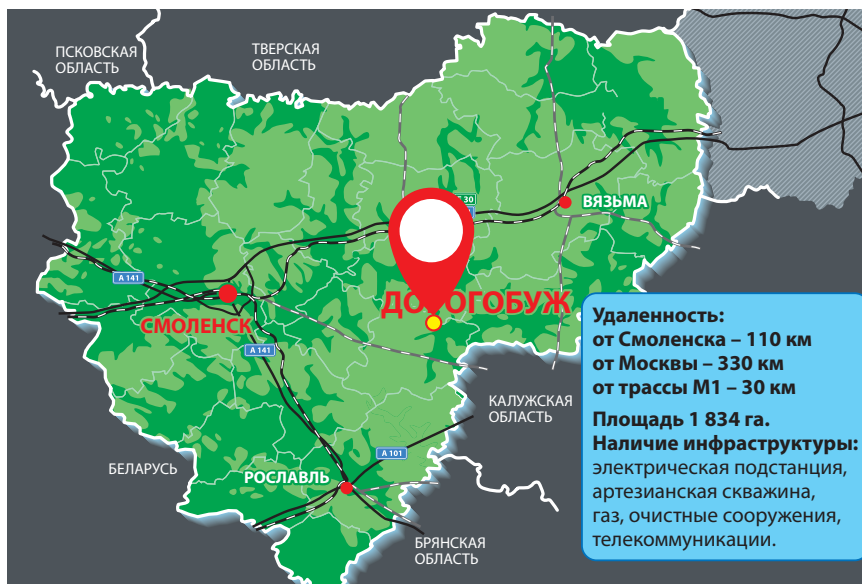 ПСКОВСКАЯ
ОБЛАСТЬ
ТВЕРСКАЯ
ОБЛАСТЬ
30
ВЯЗЬМА
А 141
ДОРОГОБУЖ
СМОЛЕНСК
А 141
Удаленность:
от Смоленска – 110 км
от Москвы – 330 км
от трассы М1 – 30 км
Площадь 1 834 га.
Наличие инфраструктуры:
электрическая подстанция,
артезианская скважина,
газ, очистные сооружения,
телекоммуникации.
КАЛУЖСКАЯ
ОБЛАСТЬ
А 101
БЕЛАРУСЬ
РОСЛАВЛЬ
БРЯНСКАЯ
ОБЛАСТЬ